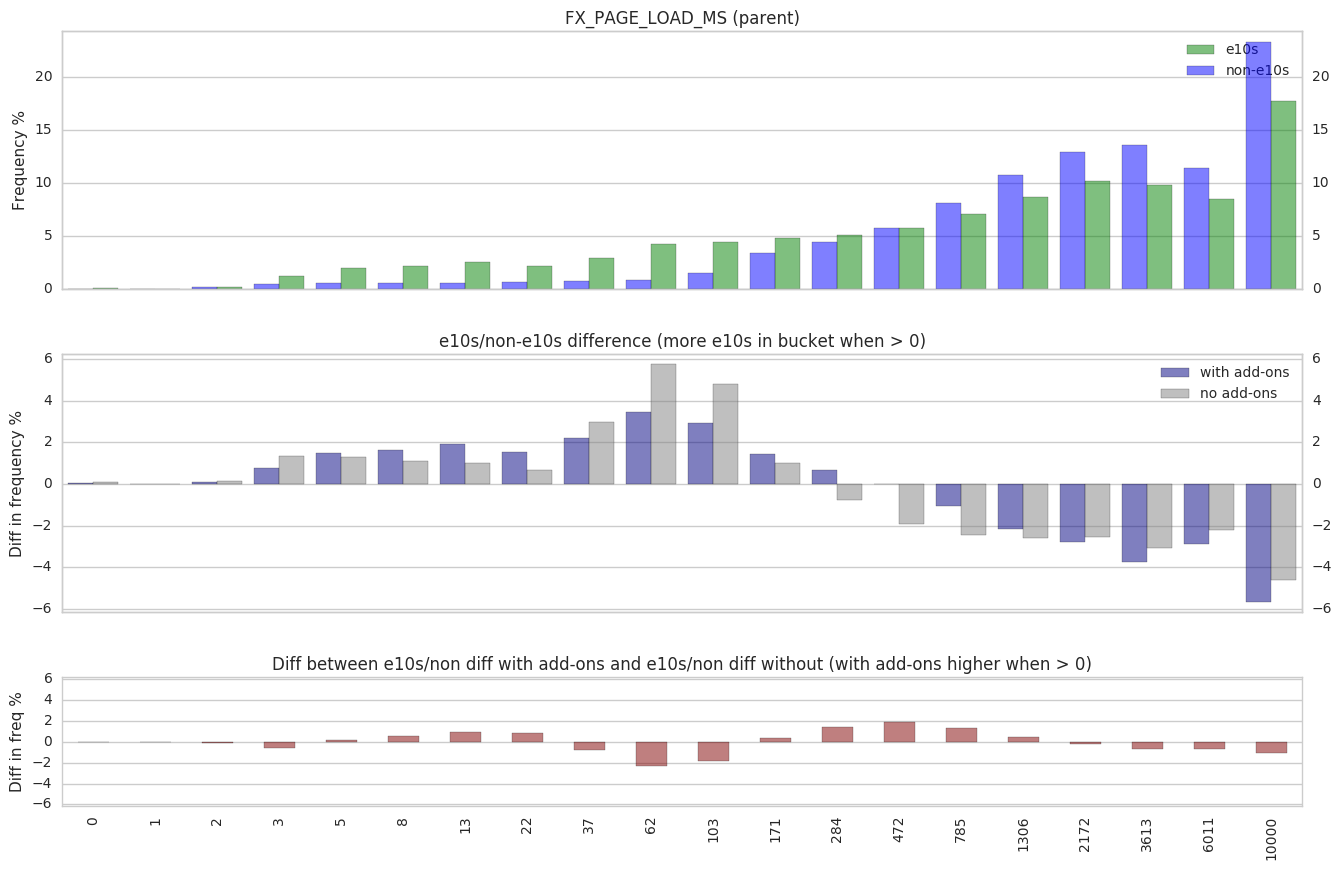 FX_PAGE_LOAD_MS (parent)
Frequency %
20
15
10
5
0
e10s
non-e10s
20
15
10
5
0
e10s/non-e10s difference (more e10s in bucket when > 0)
Diff in frequency %
6
4
2
0
−2
−4
−6
with add-ons
no add-ons
6
4
2
0
−2
−4
−6
Diff between e10s/non diff with add-ons and e10s/non diff without (with add-ons higher when > 0)
Diff in freq %
6
4
2
0
−2
−4
−6
0 1 2 3 5 8 13 22 37 62 103 171 284 472 785 1306 2172 3613 6011 10000